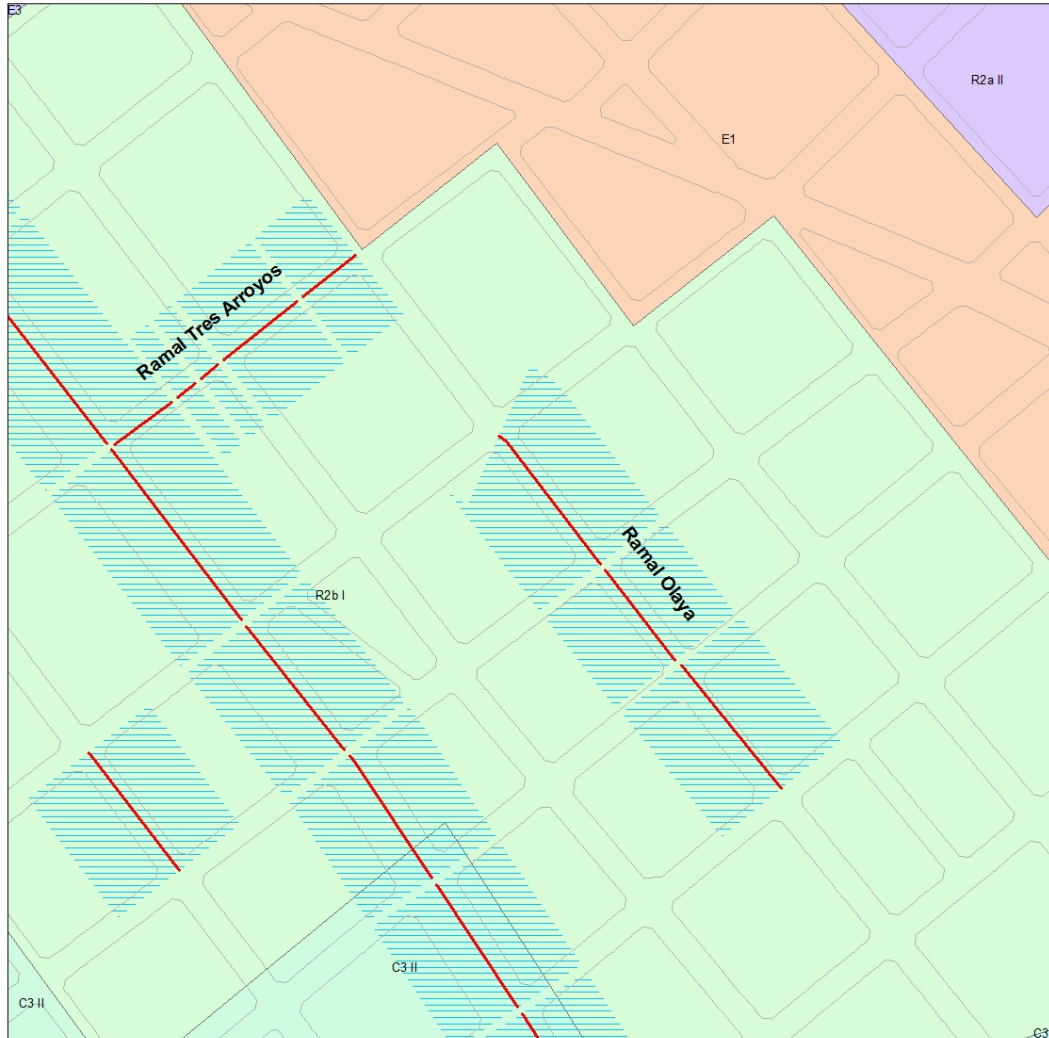 E3
R2a II
E1
Ramal Tres Arroyos
Ramal Olaya
R2b I
C3 II
C3 II
C3